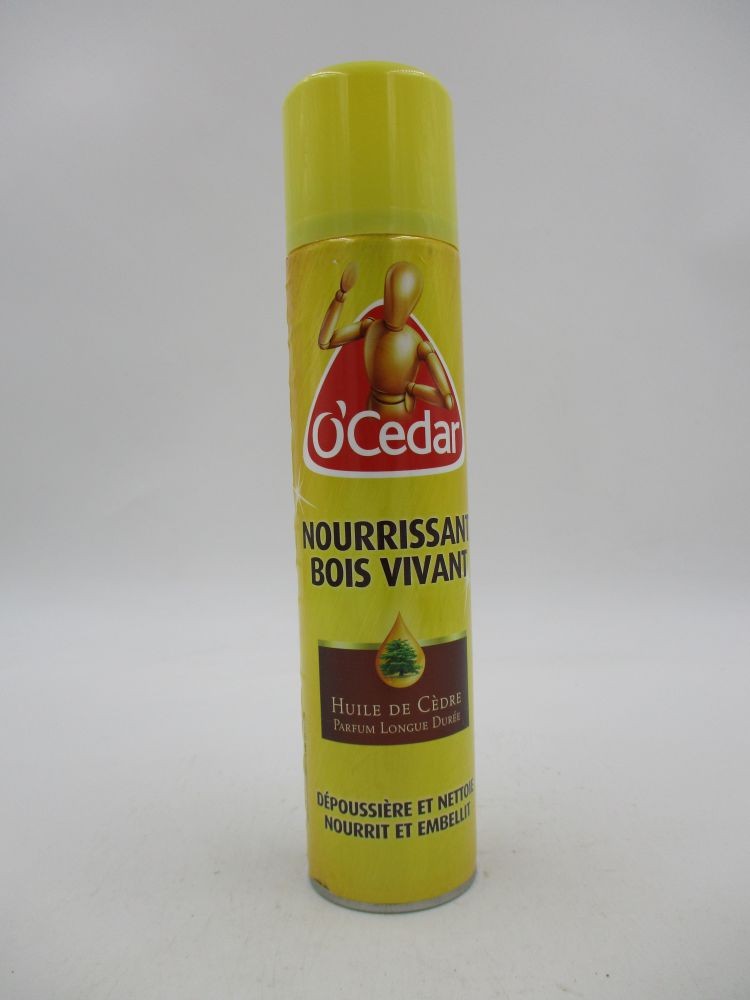 O'Cedar
NOURRISSANT
BOIS VIVANT
HUILE DE CÈDRE
PARFUM LONGUE DURÉE
DÉPOUSSIÈRE ET NETTOIE
NOURRIT ET EMBELLIT